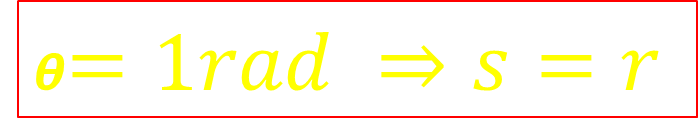 θ= 1rad ⇒ s = r